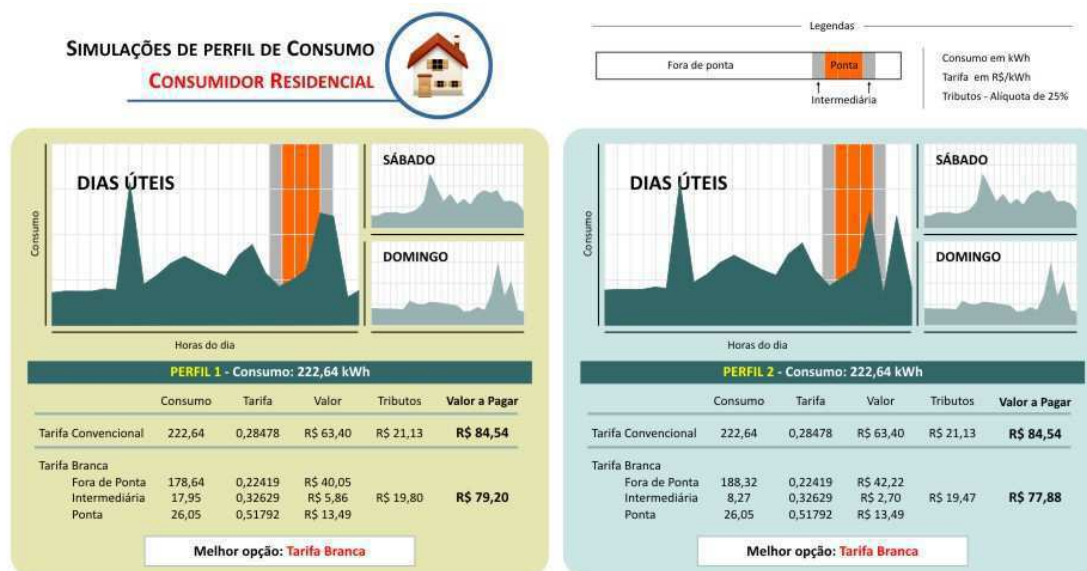 SIMULAÇÕES DE PERFIL DE CONSUMO
CONSUMIDOR RESIDENCIAL
Legendas
Fora de ponta
Ponta
Intermediária
Consumo em kWh
Tarifa em R$/kWh
Tributos - Alíquota de 25%
DIAS ÚTEIS
SÁBADO
DOMINGO
Consumo
Horas do dia
PERFIL 1 - Consumo: 222,64 kWh
Consumo Tarifa Valor Tributos Valor a Pagar
Tarifa Convencional 222,64 0,28478 R$ 63,40 R$ 21,13 R$ 84,54
Tarifa Branca
Fora de Ponta 178,64 0,22419 R$ 40,05
Intermediária 17,95 0,32629 R$ 5,86 R$ 19,80 R$ 79,20
Ponta 26,05 0,51792 R$ 13,49
Melhor opção: Tarifa Branca
DIAS ÚTEIS
SÁBADO
DOMINGO
Consumo
Horas do dia
PERFIL 2 - Consumo: 222,64 kWh
Consumo Tarifa Valor Tributos Valor a Pagar
Tarifa Convencional 222,64 0,28478 R$ 63,40 R$ 21,13 R$ 84,54
Tarifa Branca
Fora de Ponta 188,32 0,22419 R$ 42,22
Intermediária 8,27 0,32629 R$ 2,70 R$ 19,47 R$ 77,88
Ponta 26,05 0,51792 R$ 13,49
Melhor opção: Tarifa Branca